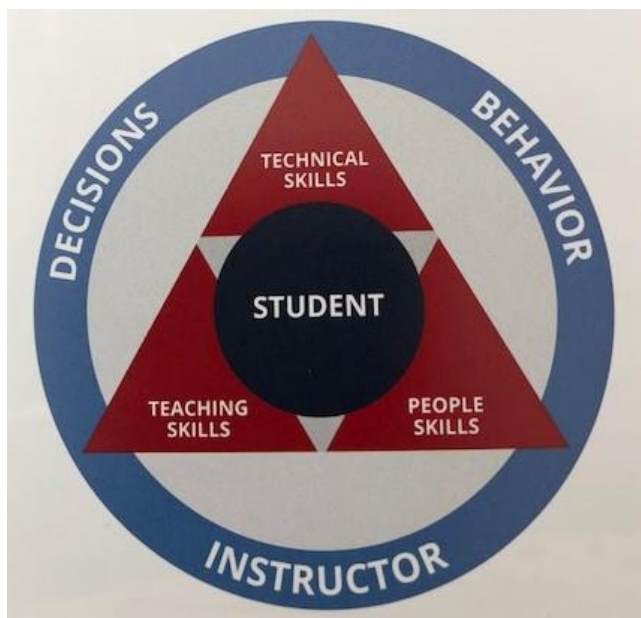 DECISIONS
BEHAVIOR
TECHNICAL
SKILLS
STUDENT
TEACHING
SKILLS
PEOPLE
SKILLS
INSTRUCTOR